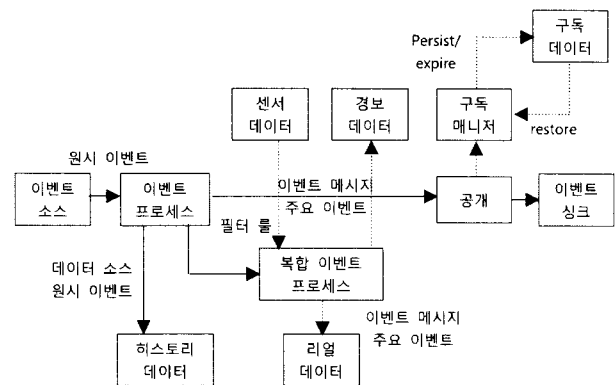 구독
데이터
Persist/
expire
센서
데이터
경보
데이터
구독
매니저
restore
원시 이벤트
이벤트
소스
이벤트
프로세스
이벤트 메시지
주요 이벤트
공개
이벤트
싱크
필터 룰
복합 이벤트
프로세스
데이터 소스
원시 이벤트
이벤트 메시지
주요 이벤트
히스토리
데이터
리얼
데이터